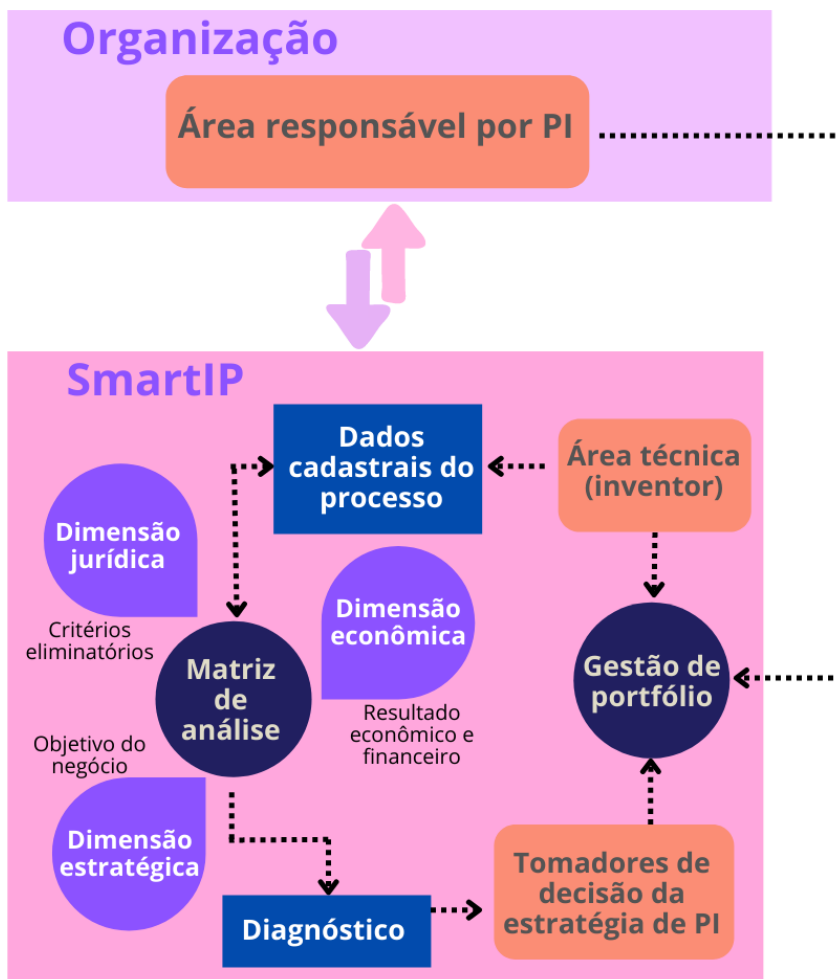 Organização
Área responsável por PI
SmartIP
Dados
cadastrais do
processo
Área técnica
(inventor)
Dimensão
jurídica
Critérios
eliminatórios
Dimensão
econômica
Resultado
econômico e
financeiro
Matriz
de
análise
Gestão de
portfólio
Objetivo do
negócio
Dimensão
estratégica
Diagnóstico
Tomadores de
decisão da
estratégia de PI